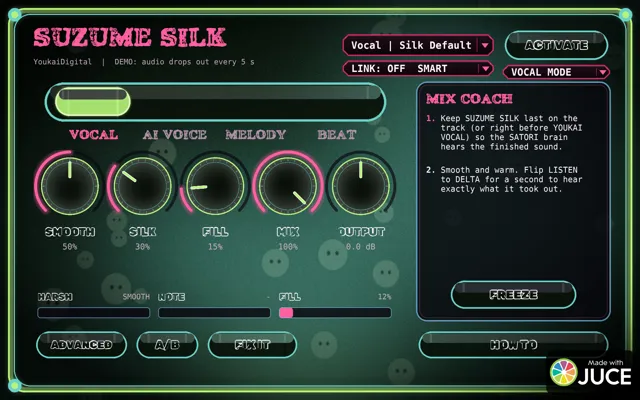 SUZUME SILK
YoukaiDigital | DEMO: audio drops out every 5 s
Vocal | Silk Default
ACTIVATE
LINK: OFF SMART
VOCAL MODE
VOCAL
AI VOICE
MELODY
BEAT
SMOOTH
SILK
FILL
MIX
OUTPUT
50%
30%
15%
100%
0.0 dB
MIX COACH
1. Keep SUZUME SILK last on the
track (or right before YOUKAI
VOCAL) so the SATORI brain
hears the finished sound.
2. Smooth and warm. Flip LISTEN
to DELTA for a second to hear
exactly what it took out.
FREEZE
HARSH
SMOOTH
NOTE
-
FILL
12%
ADVANCED
A/B
FIX IT
HOW TO
Made with
JUCE